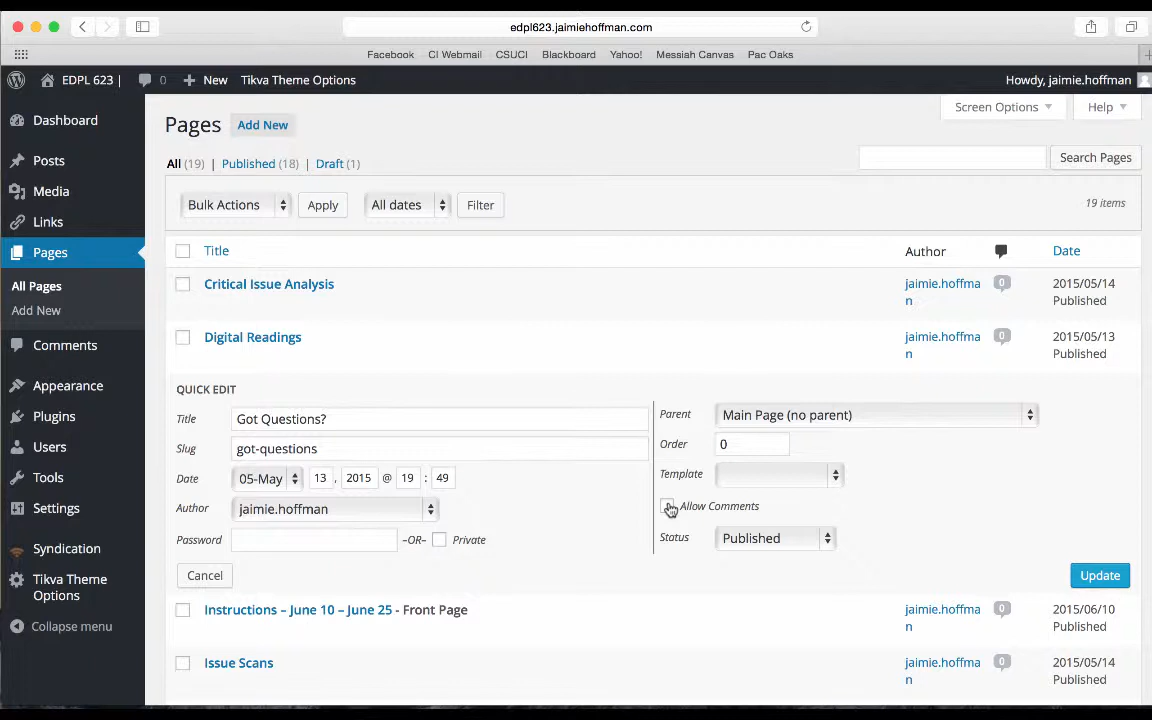 edpl623.jaimiehoffman.com
Facebook CI Webmail CSUCI Blackboard Yahoo! Messiah Canvas Pac Oaks
EDPL 623 | 0 New Tikva Theme Options Howdy, jaimie.hoffman
Dashboard
Posts
Media
Links
Pages
All Pages
Add New
Comments
Appearance
Plugins
Users
Tools
Settings
Syndication
Tikva Theme
Options
Collapse menu
Screen Options Help
Pages Add New
All (19) | Published (18) | Draft (1) Search Pages
Bulk Actions Apply All dates Filter 19 items
Title Author Date
Critical Issue Analysis jaimie.hoffma 0 2015/05/14
n Published
Digital Readings jaimie.hoffma 0 2015/05/13
n Published
QUICK EDIT
Title Got Questions?
Slug got-questions
Date 05-May 13 , 2015 @ 19 : 49
Author jaimie.hoffman
Password –OR– Private
Parent Main Page (no parent)
Order 0
Template
Allow Comments
Status Published
Cancel Update
Instructions – June 10 – June 25 - Front Page jaimie.hoffma 0 2015/06/10
n Published
Issue Scans jaimie.hoffma 0 2015/05/14
n Published